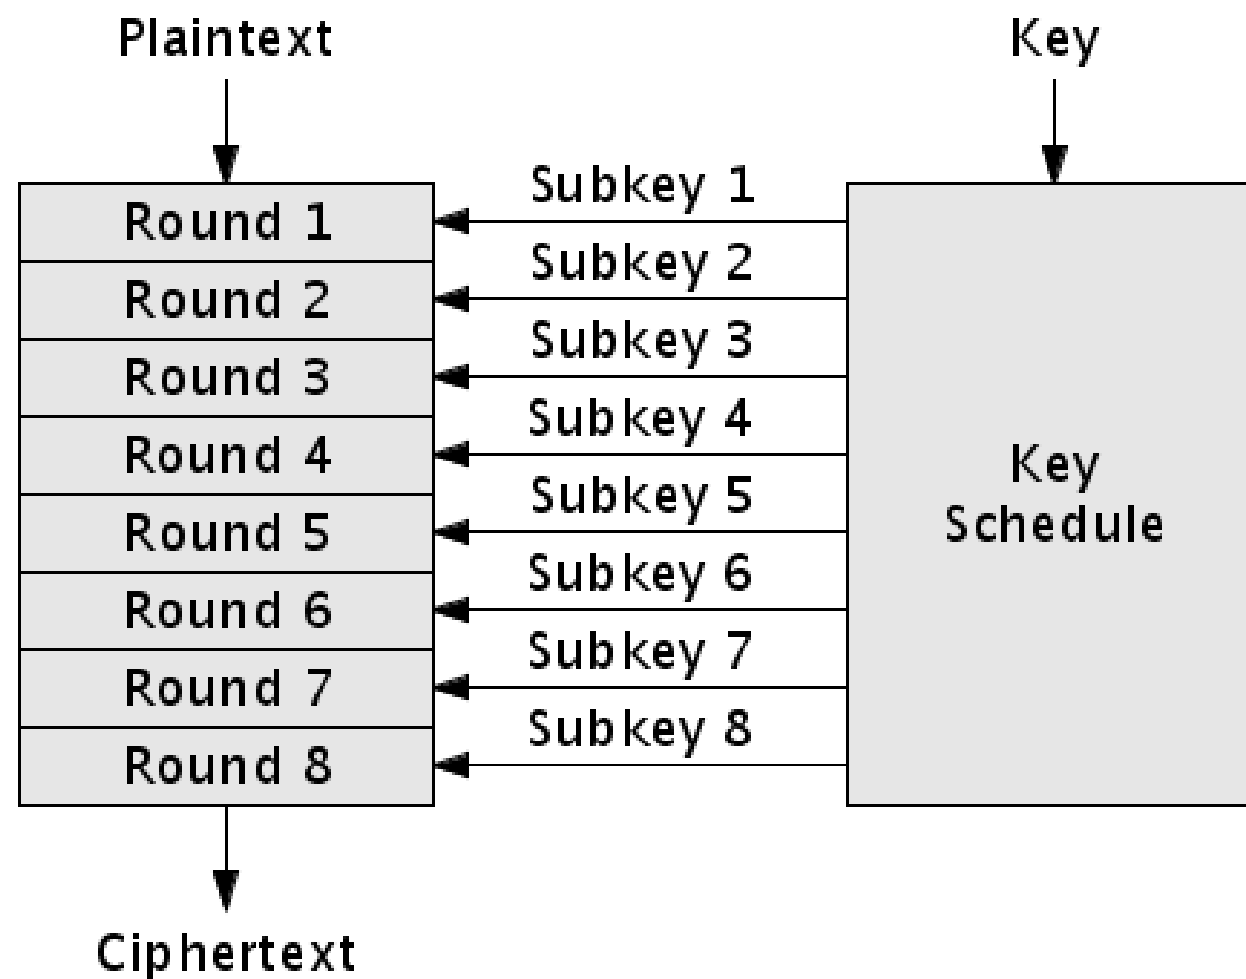 Plaintext
Key
Subkey 1
Round 1
Subkey 2
Round 2
Subkey 3
Round 3
Subkey 4
Round 4
Subkey 5
Round 5
Subkey 6
Round 6
Subkey 7
Round 7
Subkey 8
Round 8
Key
Schedule
Ciphertext